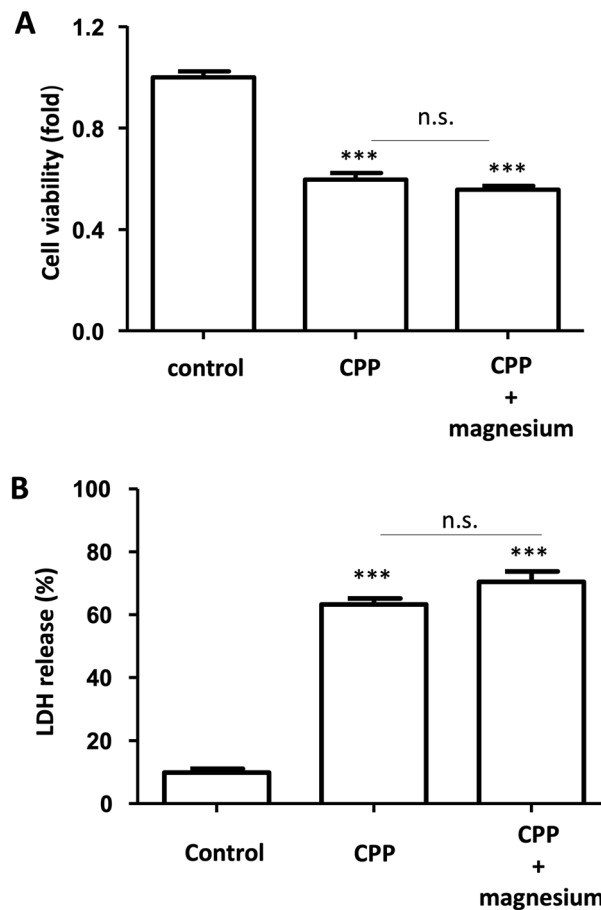 A
Cell viability (fold)
1.2
0.8
0.4
0.0
n.s.
***
***
control
CPP
CPP
+
magnesium
B
LDH release (%)
100
80
60
40
20
0
n.s.
***
***
Control
CPP
CPP
+
magnesium